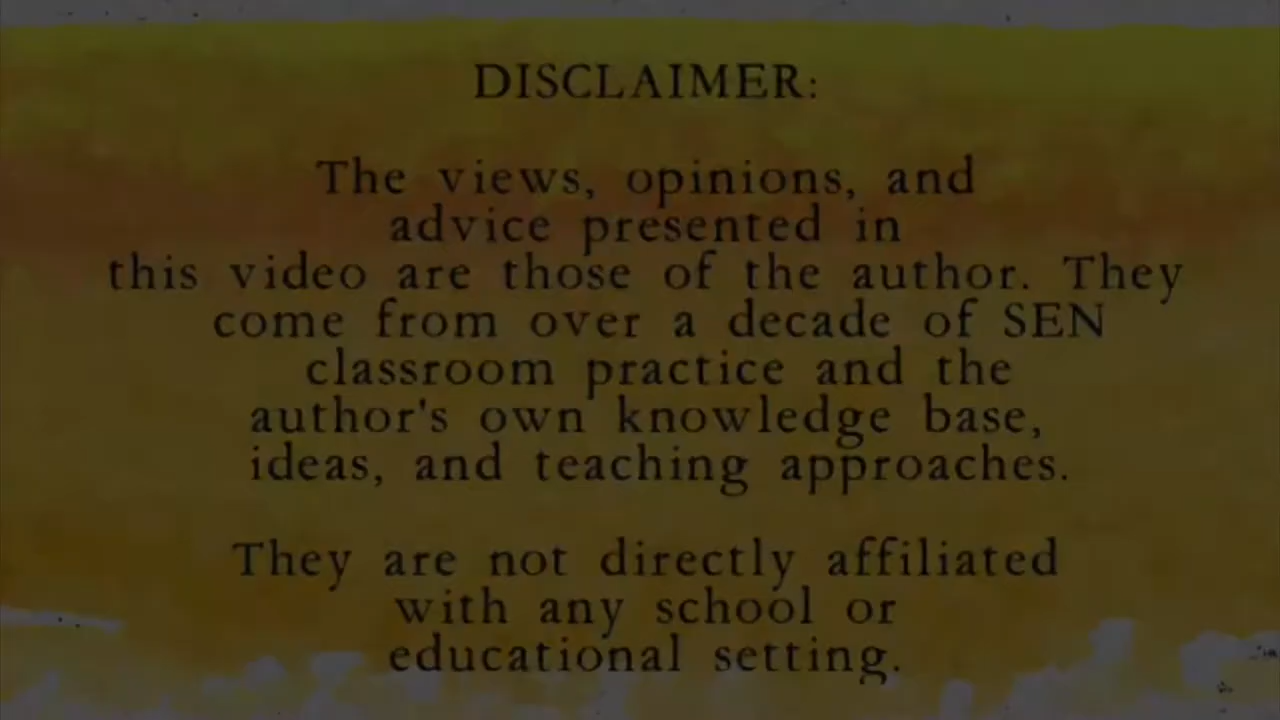 DISCLAIMER:
The views, opinions, and
advice presented in
this video are those of the author. They
come from over a decade of SEN
classroom practice and the
author's own knowledge base,
ideas, and teaching approaches.
They are not directly affiliated
with any school or
educational setting.